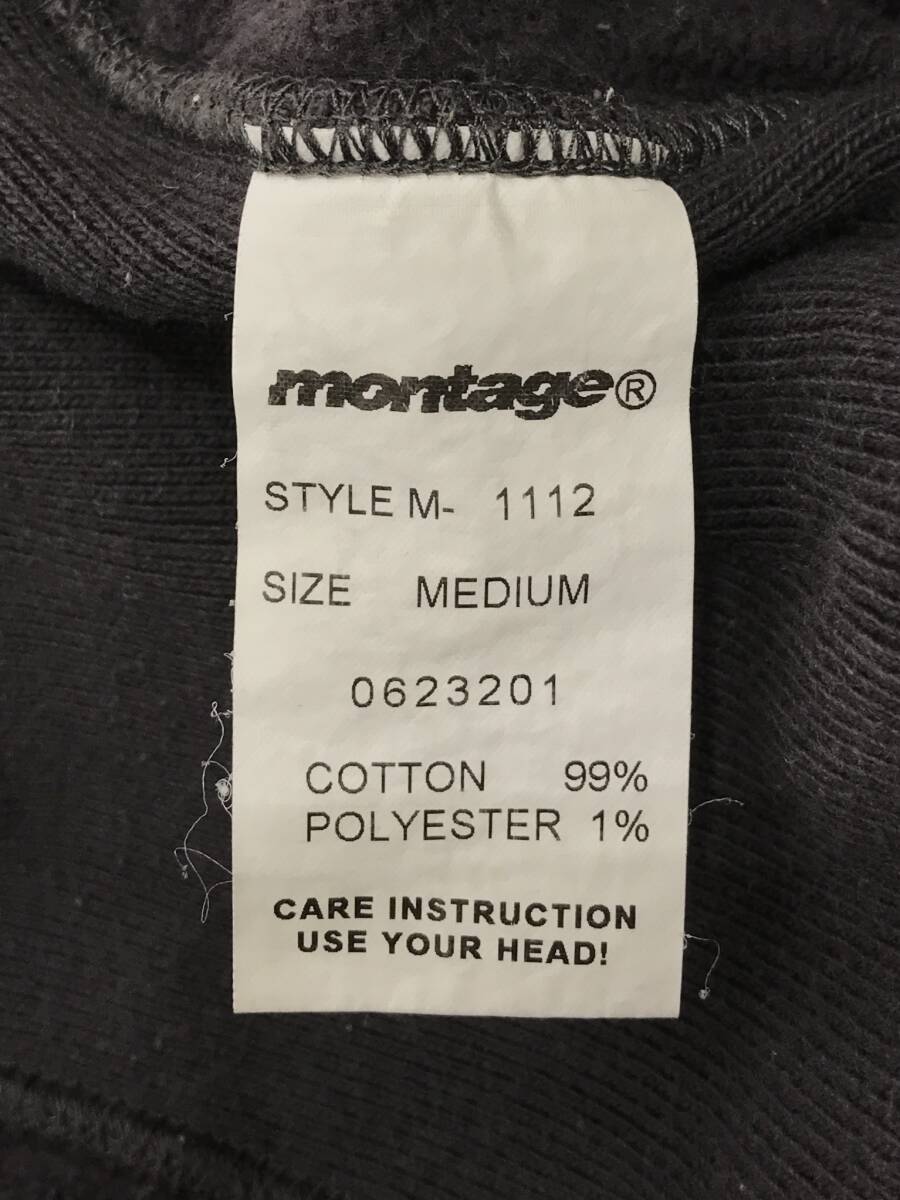 montage®
STYLE M- 1112
SIZE MEDIUM
0623201
COTTON 99%
POLYESTER 1%
CARE INSTRUCTION
USE YOUR HEAD!